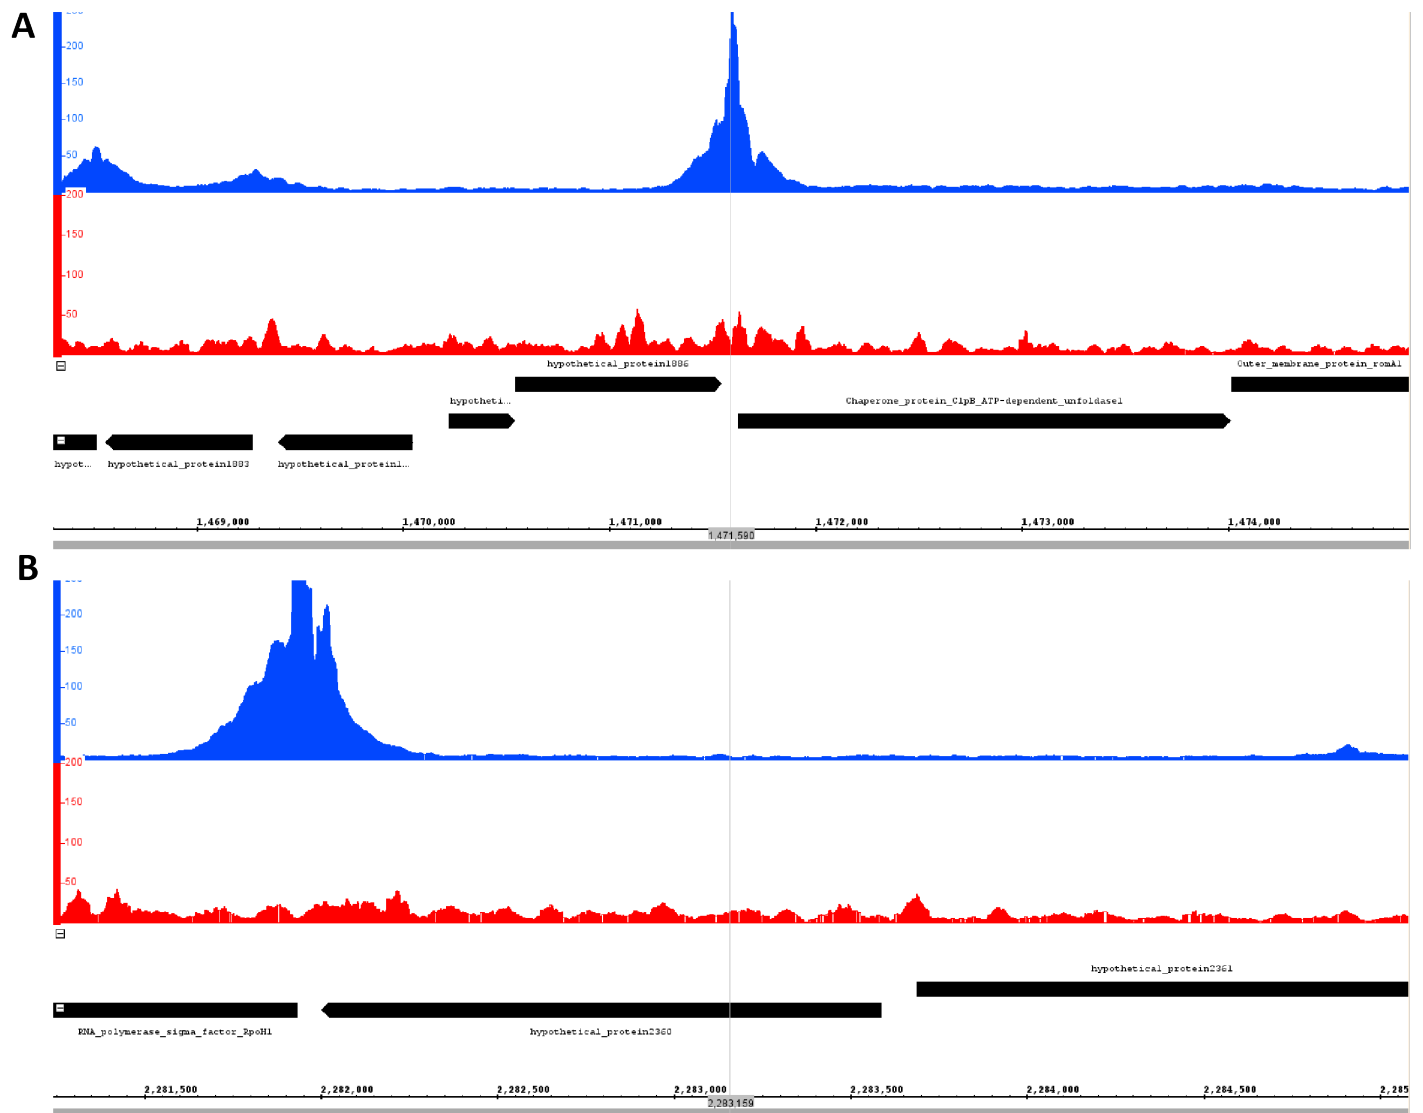 A
200
150
100
50
200
150
100
50
hypothetical_protein1886
Outer_membrane_protein_romA1
hypotheti...
Chaperone_protein_ClpB_ATP-dependent_unfoldase1
hypot...
hypothetical_protein1883
hypothetical_protein1...
1,469,000 1,470,000 1,471,000 1,472,000 1,473,000 1,474,000
1,471,590
B
200
150
100
50
200
150
100
50
hypothetical_protein2361
RNA_polymerase_sigma_factor_RpoH1
hypothetical_protein2360
2,281,500 2,282,000 2,282,500 2,283,000 2,283,500 2,284,000 2,284,500 2,285
2,283,159